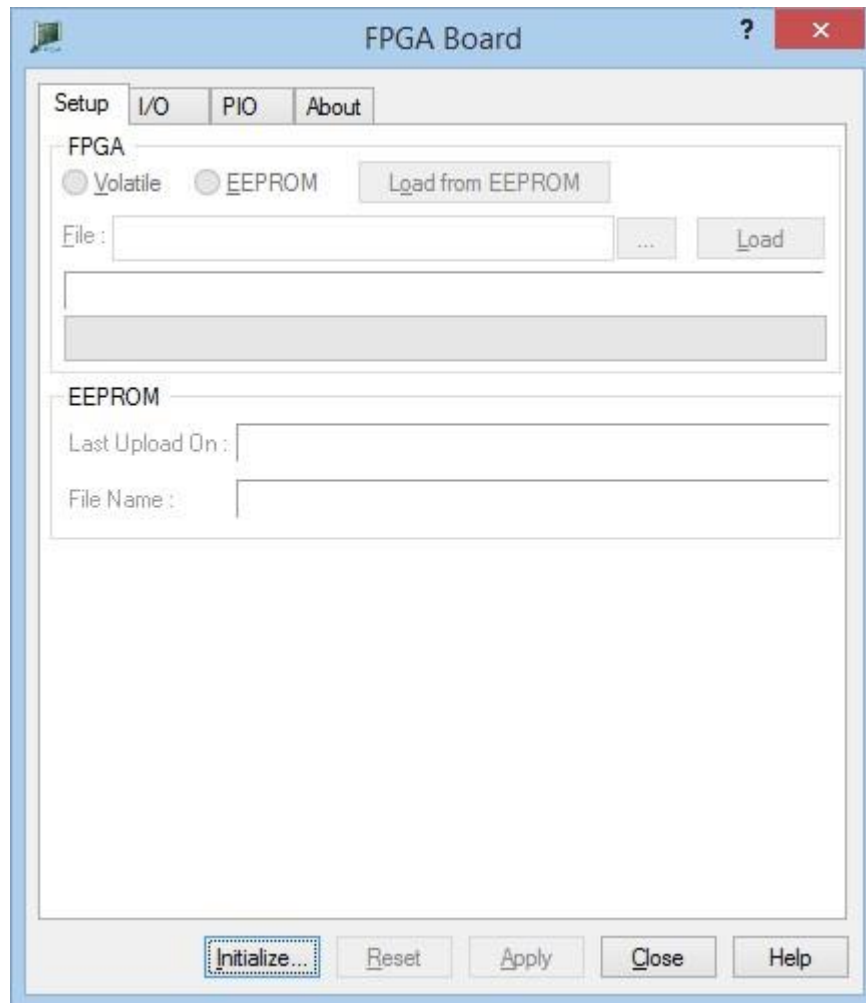 FPGA Board ?
Setup I/O PIO About
FPGA
Volatile EEPROM Load from EEPROM
File : ... Load
EEPROM
Last Upload On :
File Name :
Initialize... Reset Apply Close Help